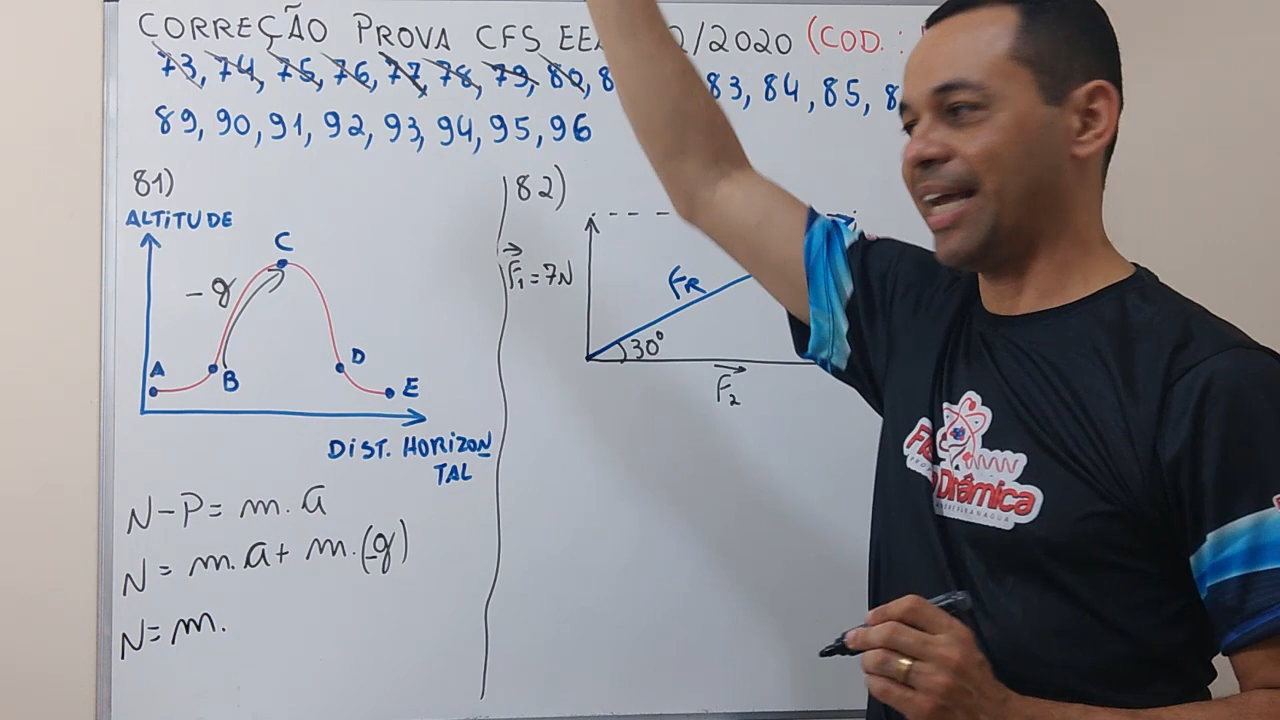 CORREÇÃO PROVA CFS EEA 2/2020 (COD. :
73, 74, 75, 76, 77, 78, 79, 80, 8 83, 84, 85, 8
89, 90, 91, 92, 93, 94, 95, 96
81)
ALTITUDE
C
-g
A
B
D
E
DIST. HORIZON
TAL
N-P= m.a
N= m.a+ m.(-g)
N=m.
82)
F₁=7N
FR
30°
F₂
Dinâmica